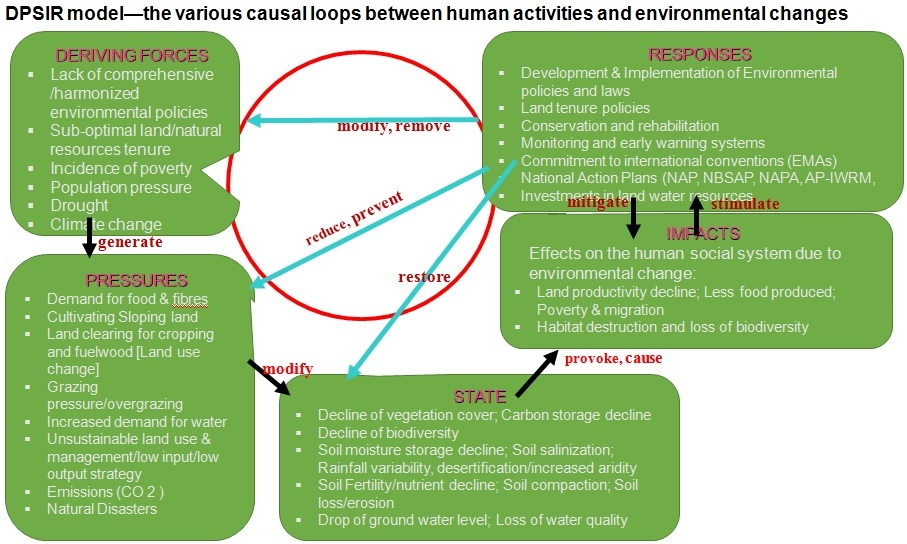 DPSIR model—the various causal loops between human activities and environmental changes
DERIVING FORCES
▪ Lack of comprehensive
/harmonized
environmental policies
▪ Sub-optimal land/natural
resources tenure
▪ Incidence of poverty
▪ Population pressure
▪ Drought
▪ Climate change
generate
PRESSURES
▪ Demand for food & fibres
▪ Cultivating Sloping land
▪ Land clearing for cropping
and fuelwood [Land use
change]
▪ Grazing
pressure/overgrazing
▪ Increased demand for water
▪ Unsustainable land use &
management/low input/low
output strategy
▪ Emissions (CO 2 )
▪ Natural Disasters
modify, remove
reduce, prevent
restore
modify
RESPONSES
▪ Development & Implementation of Environmental
policies and laws
▪ Land tenure policies
▪ Conservation and rehabilitation
▪ Monitoring and early warning systems
▪ Commitment to international conventions (EMAs)
▪ National Action Plans (NAP, NBSAP, NAPA, AP-IWRM,
▪ Investments in land water resources
mitigate
stimulate
IMPACTS
Effects on the human social system due to
environmental change:
▪ Land productivity decline; Less food produced;
Poverty & migration
▪ Habitat destruction and loss of biodiversity
provoke, cause
STATE
▪ Decline of vegetation cover; Carbon storage decline
▪ Decline of biodiversity
▪ Soil moisture storage decline; Soil salinization;
Rainfall variability, desertification/increased aridity
▪ Soil Fertility/nutrient decline; Soil compaction; Soil
loss/erosion
▪ Drop of ground water level; Loss of water quality